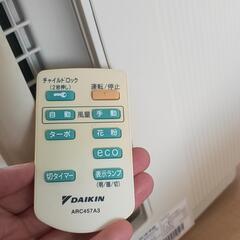 チャイルドロック
(2秒押し)
運転/停止
自動 風量 手動
ターボ 花粉
eco
切タイマー 表示ランプ
(明/暗/切)
DAIKIN
ARC457A3